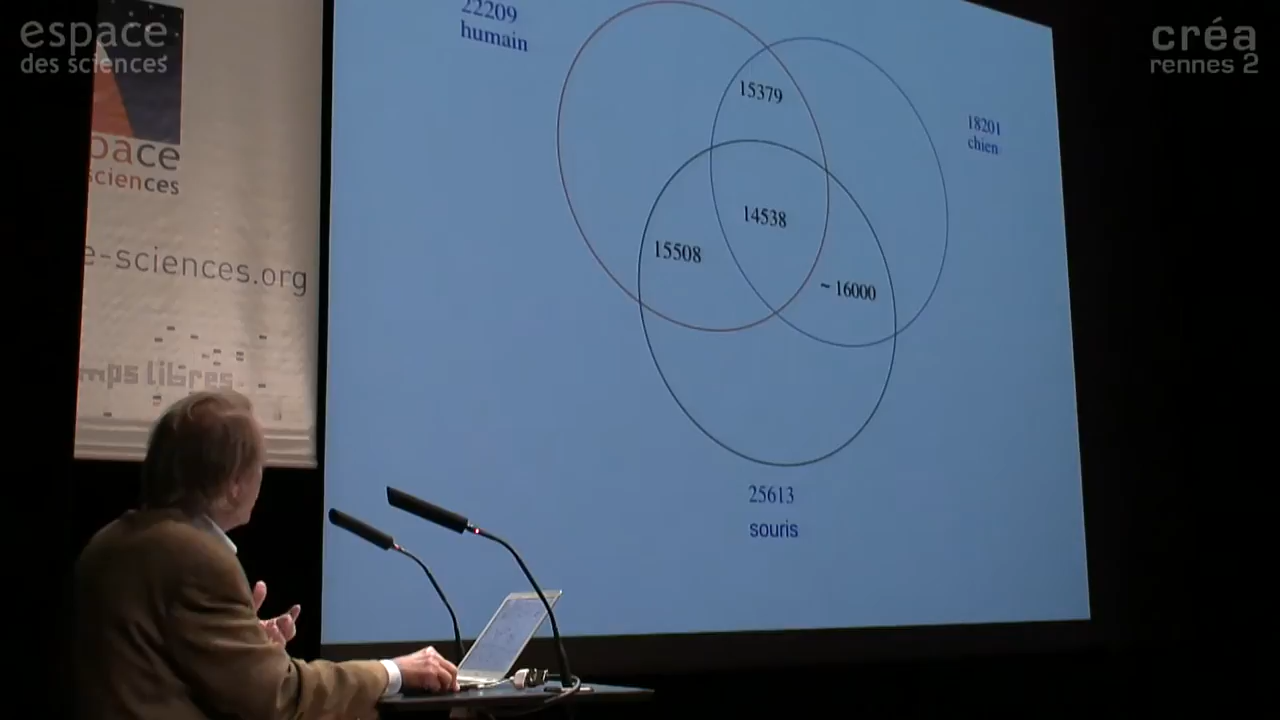 espace
des sciences
pace
sciences
e-sciences.org
mps libres
créa
rennes 2
22209
humain
15379
18201
chien
14538
15508
~ 16000
25613
souris